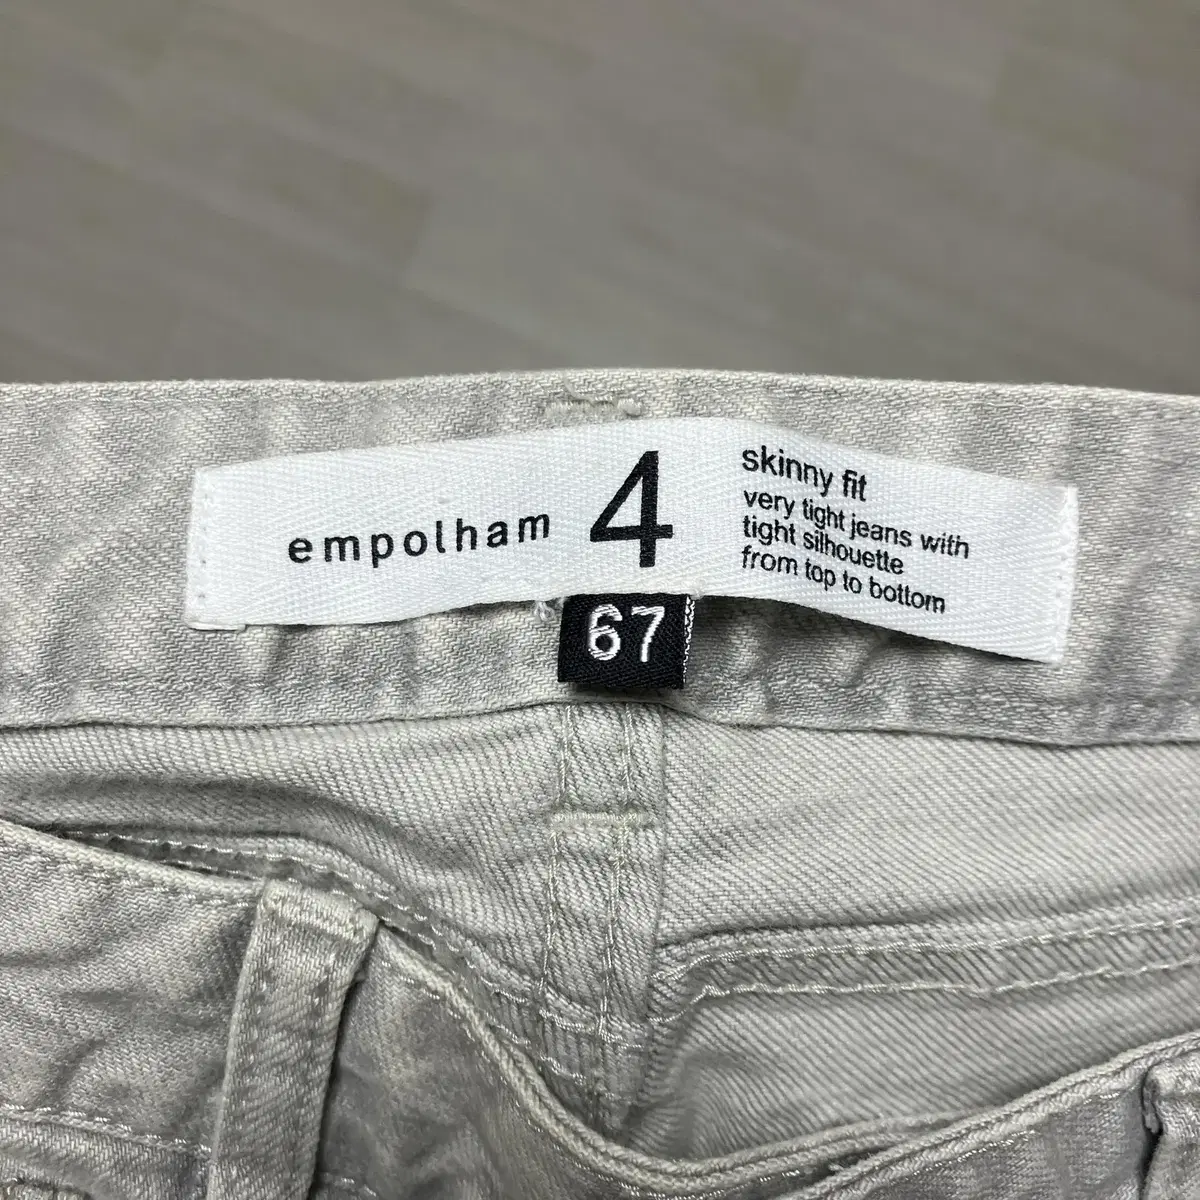 empolham
4
skinny fit
very tight jeans with
tight silhouette
from top to bottom
67